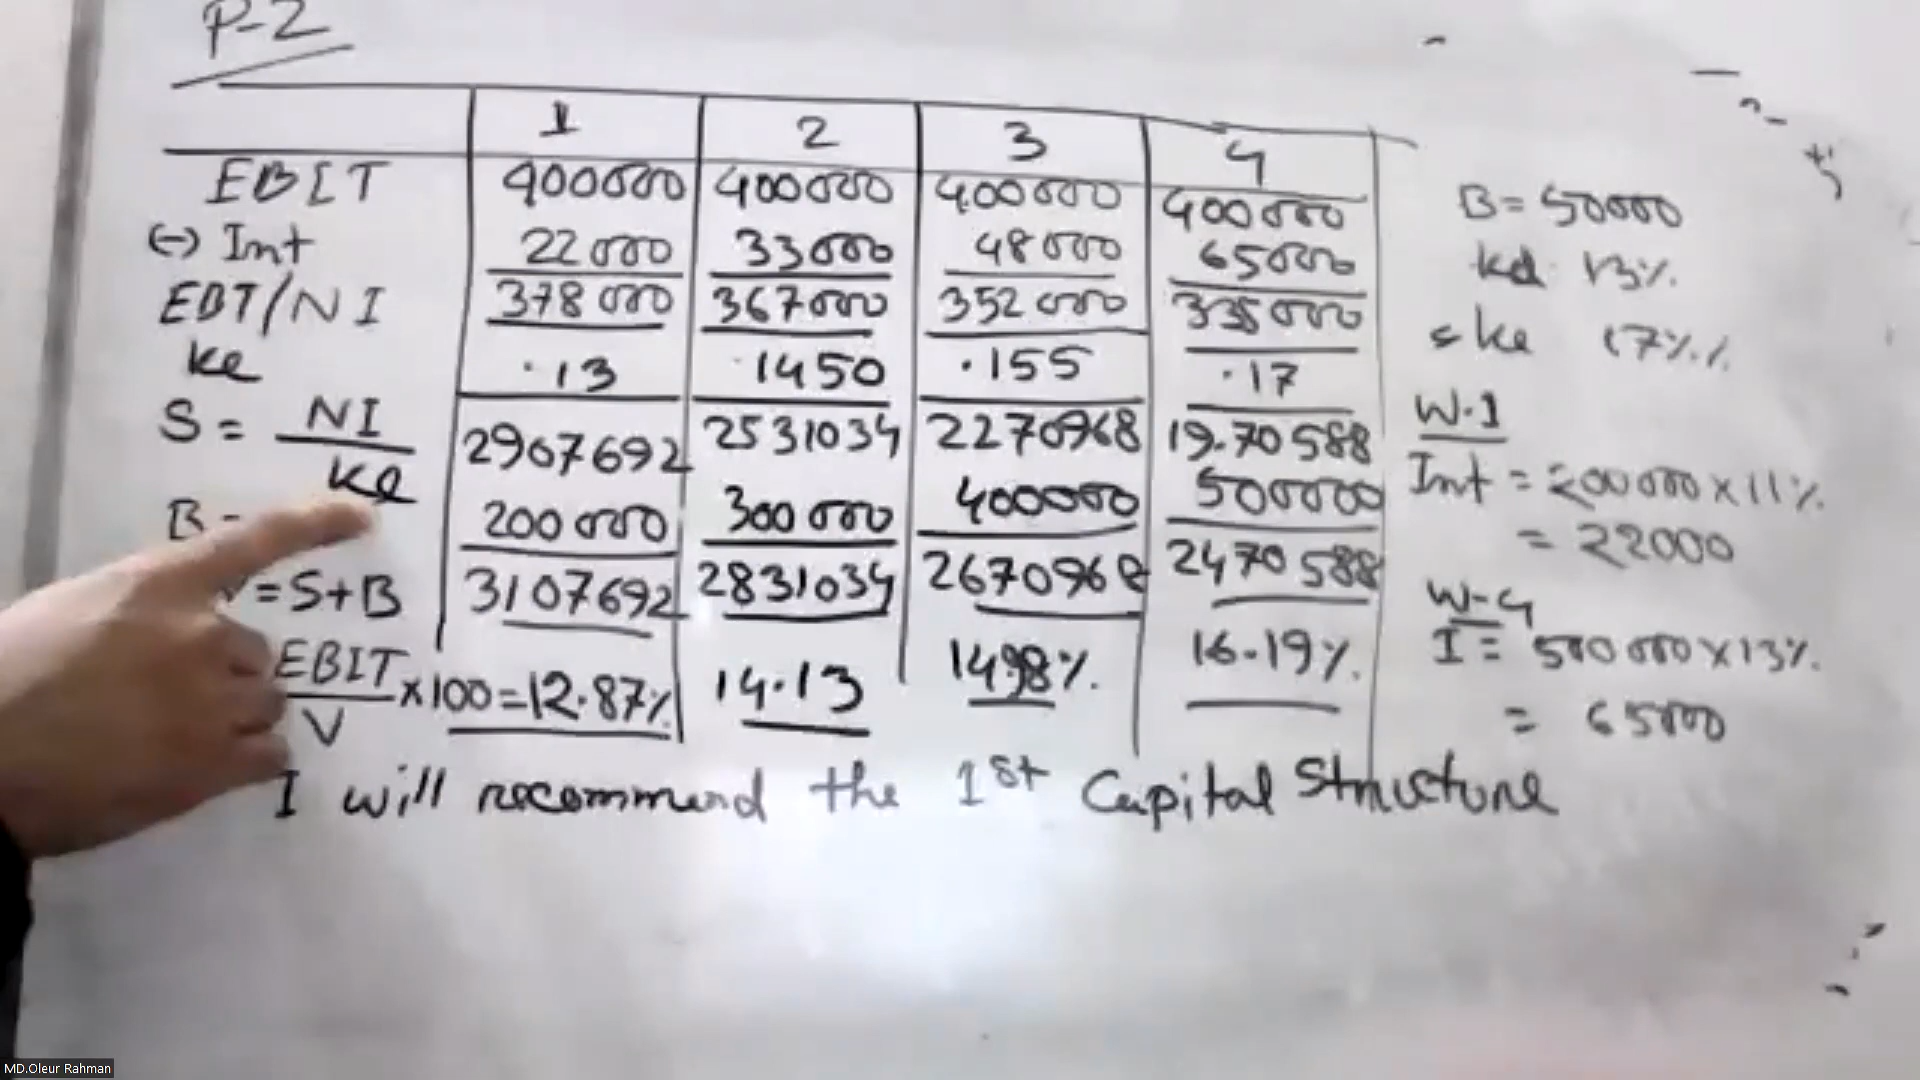 P-2
1 2 3 4
EBIT 400000 400000 400000 400000
(-) Int 22000 33000 48000 65000
EBT/NI 378000 367000 352000 335000
ke .13 .1450 .155 .17
S = NI/ke 2907692 2531034 2270968 19.70588
B = 200000 300000 400000 500000
V = S+B 3107692 2831034 2670968 2470588
EBIT/V ×100 = 12.87% 14.13 14.98% 16.19%
I will recommend the 1st Capital Structure
B = 50000
kd 13%
ke 17%
W.1
Int = 200000 × 11%
= 22000
W-4
I = 500000 × 13%
= 65000
MD.Oleur Rahman